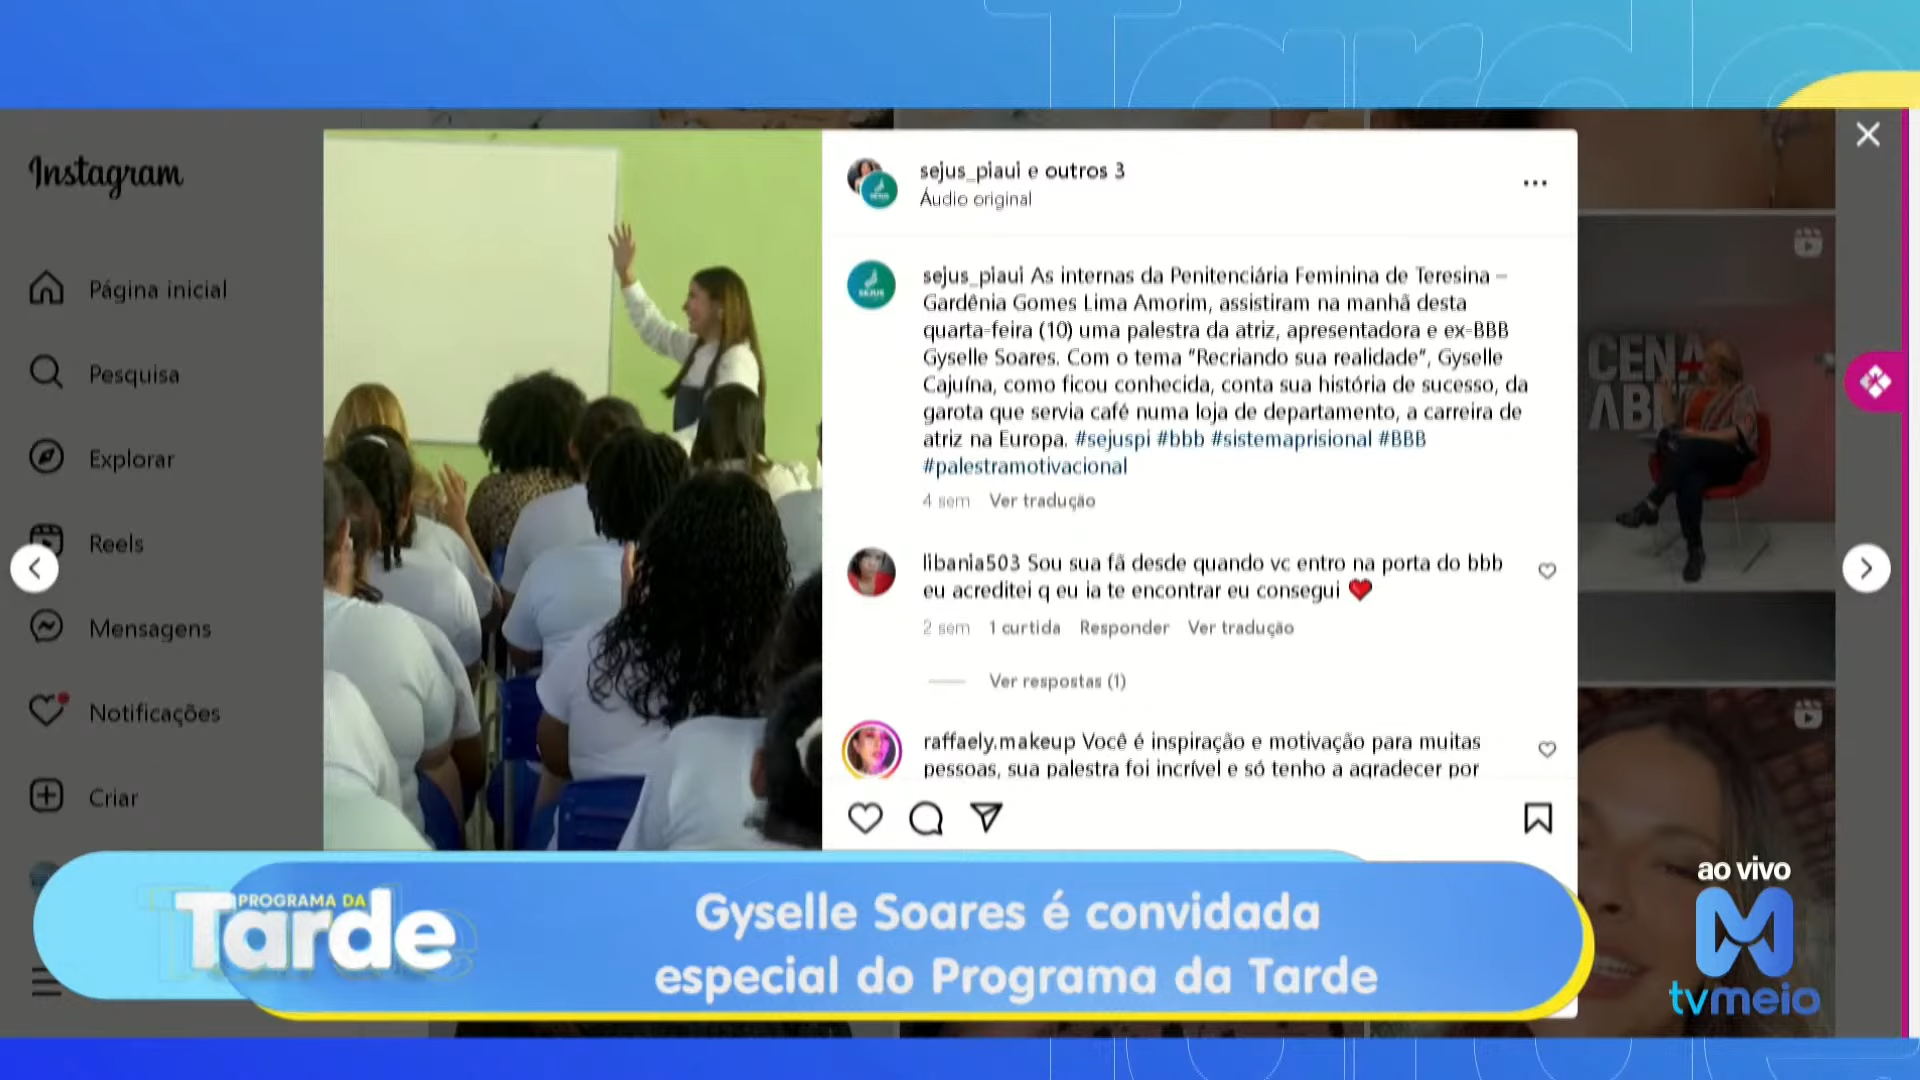 Instagram
Página inicial
Pesquisa
Explorar
Reels
Mensagens
Notificações
Criar
sejus_piaui e outros 3
Áudio original
sejus_piaui As internas da Penitenciária Feminina de Teresina –
Gardênia Gomes Lima Amorim, assistiram na manhã desta
quarta-feira (10) uma palestra da atriz, apresentadora e ex-BBB
Gyselle Soares. Com o tema "Recriando sua realidade", Gyselle
Cajuína, como ficou conhecida, conta sua história de sucesso, da
garota que servia café numa loja de departamento, a carreira de
atriz na Europa. #sejuspi #bbb #sistemaprisional #BBB
#palestramotivacional
4 sem Ver tradução
libania503 Sou sua fã desde quando vc entro na porta do bbb
eu acreditei q eu ia te encontrar eu consegui ❤️
2 sem 1 curtida Responder Ver tradução
Ver respostas (1)
raffaely.makeup Você é inspiração e motivação para muitas
pessoas, sua palestra foi incrível e só tenho a agradecer por
SEJUS
CENA
AB
PROGRAMA DA
Tarde
Gyselle Soares é convidada
especial do Programa da Tarde
ao vivo
tvmeio